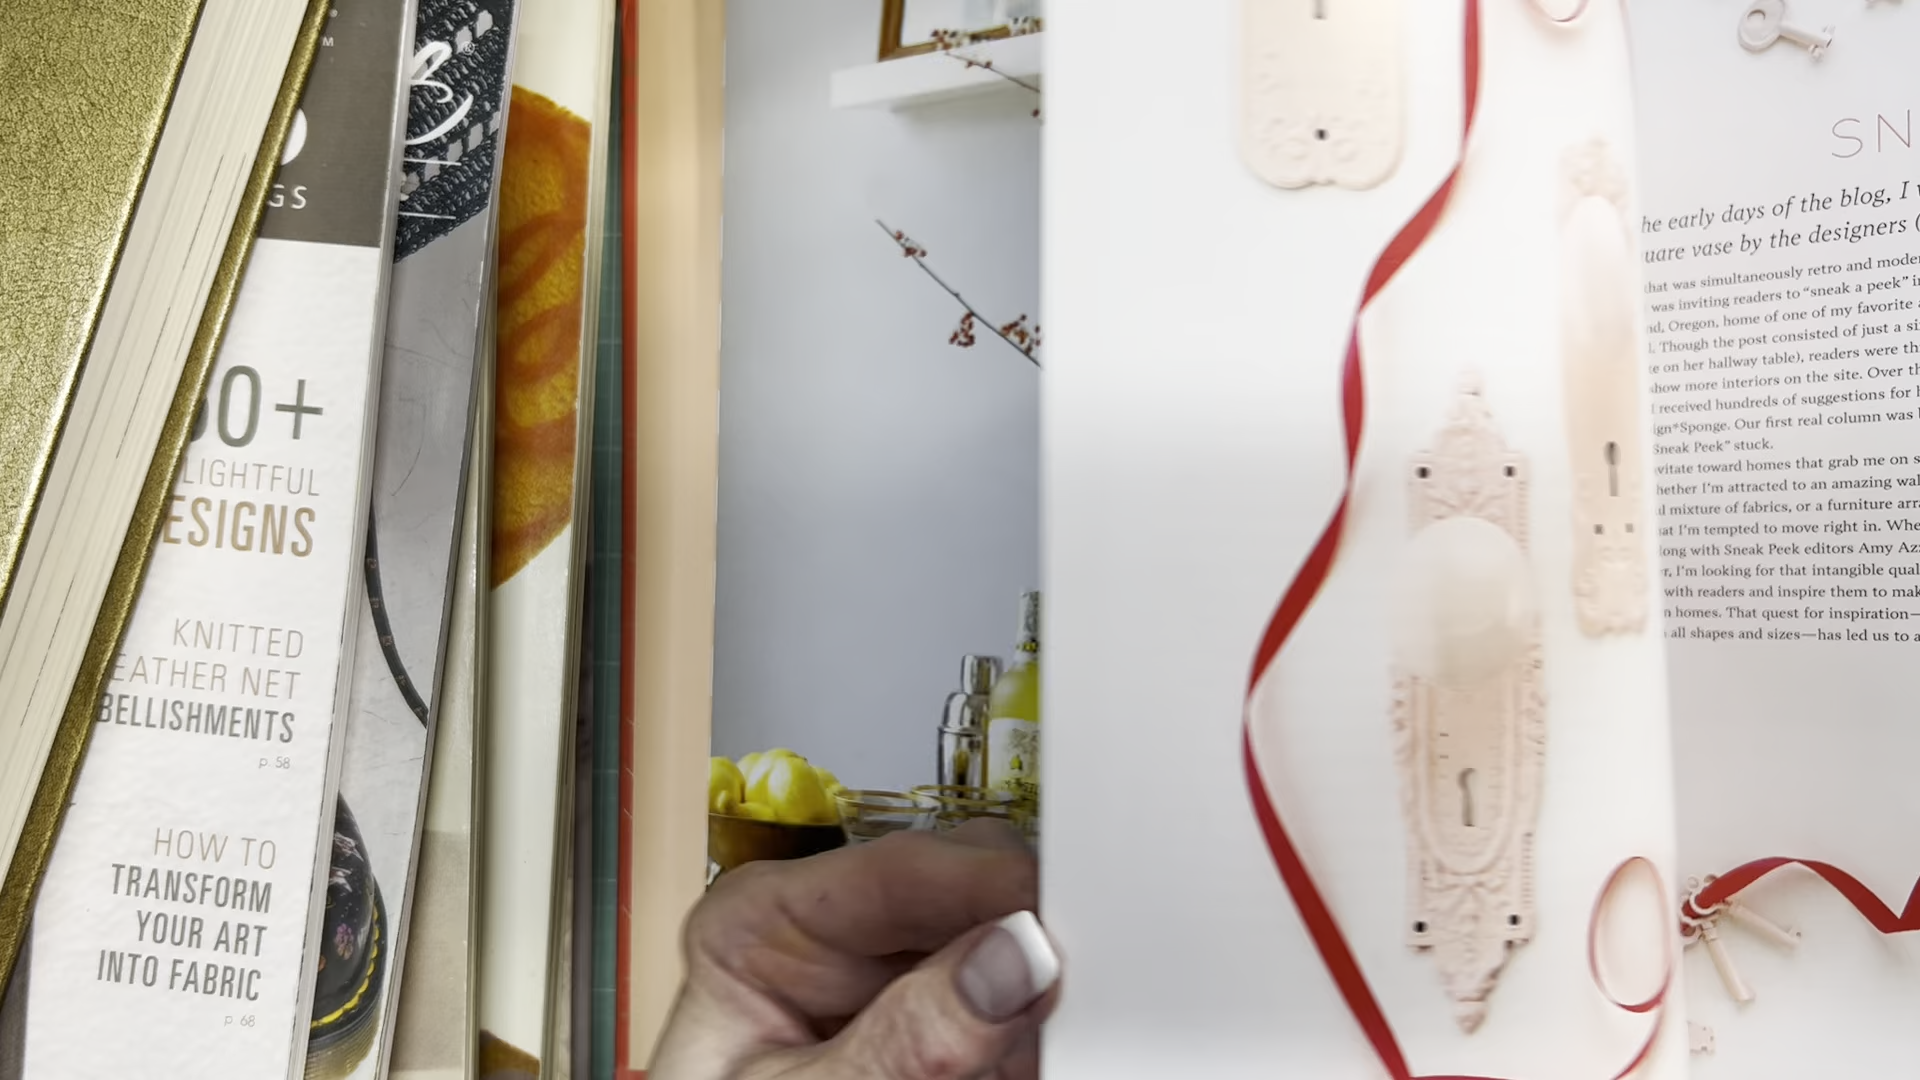 GS
0+
LIGHTFUL
ESIGNS
KNITTED
EATHER NET
BELLISHMENTS
p. 58
HOW TO
TRANSFORM
YOUR ART
INTO FABRIC
p. 68
SN
he early days of the blog, I
uare vase by the designers (
that was simultaneously retro and moder
was inviting readers to “sneak a peek” in
nd, Oregon, home of one of my favorite
. Though the post consisted of just a si
e on her hallway table), readers were th
show more interiors on the site. Over th
I received hundreds of suggestions for h
ign*Sponge. Our first real column was
Sneak Peek” stuck.
vitate toward homes that grab me on s
hether I’m attracted to an amazing wal
d mixture of fabrics, or a furniture arra
at I’m tempted to move right in. Whe
long with Sneak Peek editors Amy Az
r, I’m looking for that intangible qual
with readers and inspire them to mak
n homes. That quest for inspiration—
all shapes and sizes—has led us to a